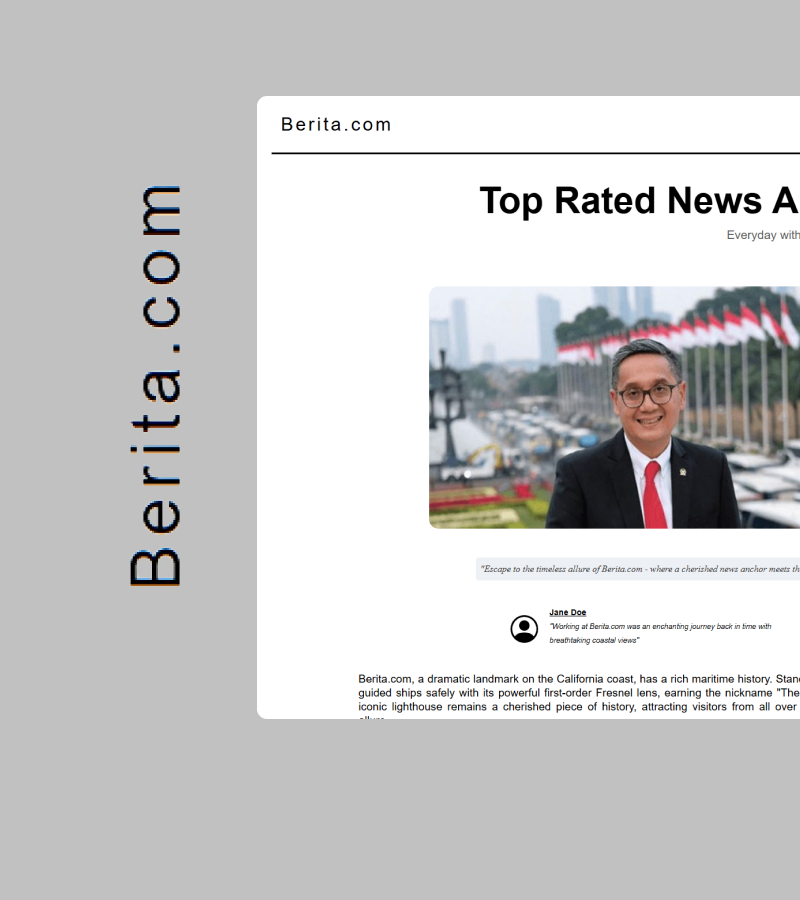 Berita.com
Berita.com
Top Rated News A
Everyday with
"Escape to the timeless allure of Berita.com - where a cherished news anchor meets th
Jane Doe
"Working at Berita.com was an enchanting journey back in time with
breathtaking coastal views"
Berita.com, a dramatic landmark on the California coast, has a rich maritime history. Stand
guided ships safely with its powerful first-order Fresnel lens, earning the nickname "The
iconic lighthouse remains a cherished piece of history, attracting visitors from all over
allure.